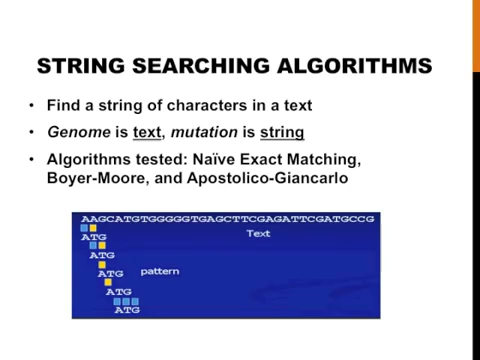 STRING SEARCHING ALGORITHMS
• Find a string of characters in a text
• Genome is text, mutation is string
• Algorithms tested: Naïve Exact Matching,
Boyer-Moore, and Apostolico-Giancarlo
AAGCATGTGGGGGTGAGCTTCGAGATTCGATGCCG
Text
ATG
ATG
ATG pattern
ATG
ATG